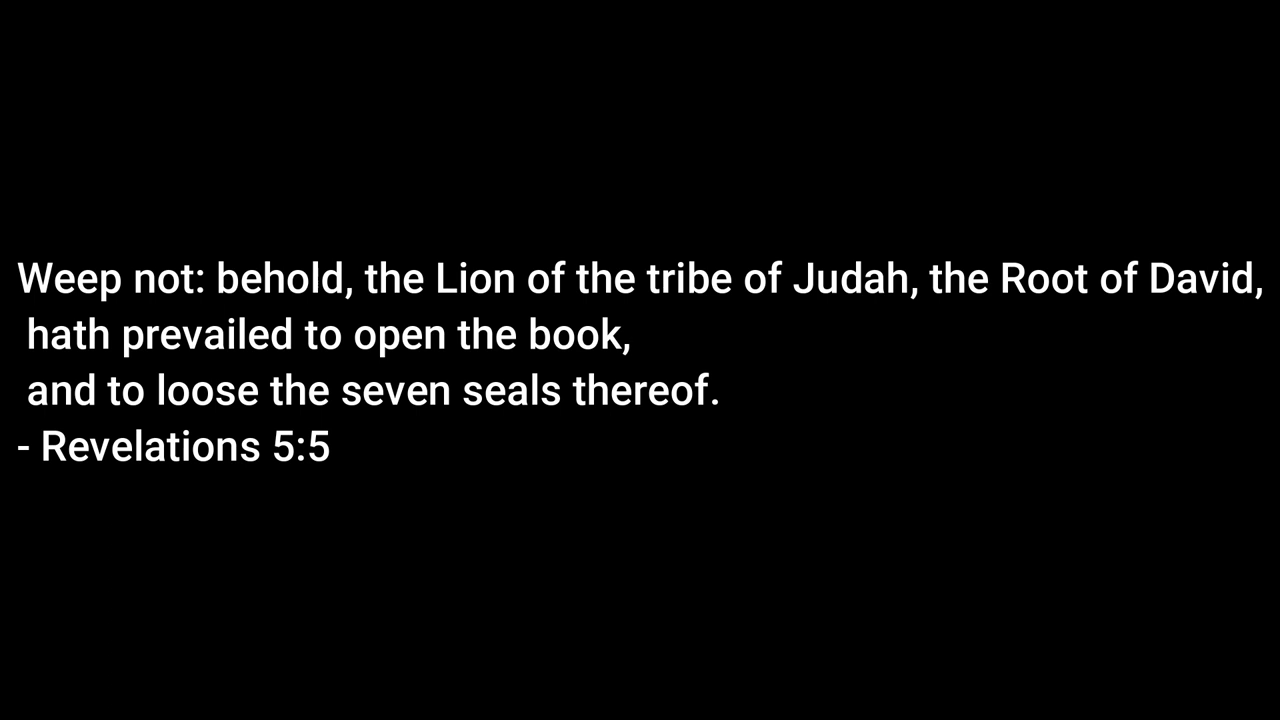 Weep not: behold, the Lion of the tribe of Judah, the Root of David,
hath prevailed to open the book,
and to loose the seven seals thereof.
- Revelations 5:5